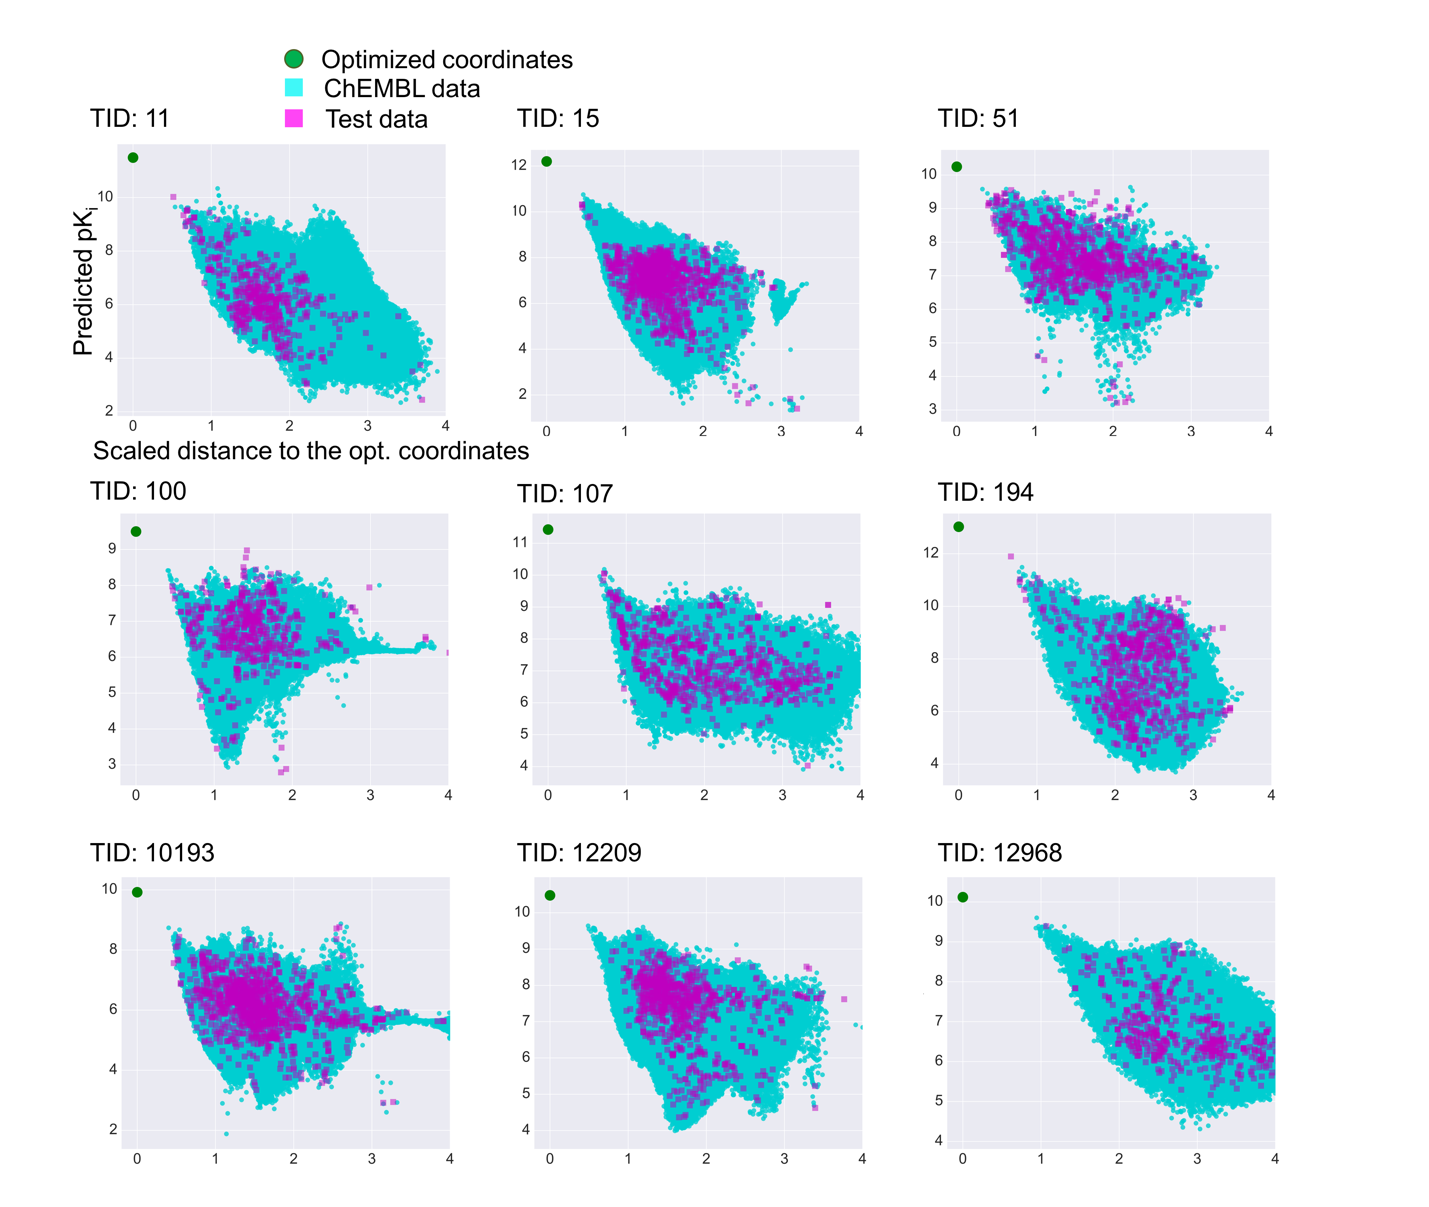 Optimized coordinates
ChEMBL data
Test data
TID: 11
TID: 15
TID: 51
Predicted pKi
10
8
6
4
2
0 1 2 3 4
12
10
8
6
4
2
0 1 2 3 4
10
9
8
7
6
5
4
3
0 1 2 3 4
Scaled distance to the opt. coordinates
TID: 100
TID: 107
TID: 194
9
8
7
6
5
4
3
0 1 2 3 4
11
10
9
8
7
6
5
4
0 1 2 3 4
12
10
8
6
4
0 1 2 3 4
TID: 10193
TID: 12209
TID: 12968
10
8
6
4
2
0 1 2 3 4
10
9
8
7
6
5
4
0 1 2 3 4
10
9
8
7
6
5
4
0 1 2 3 4